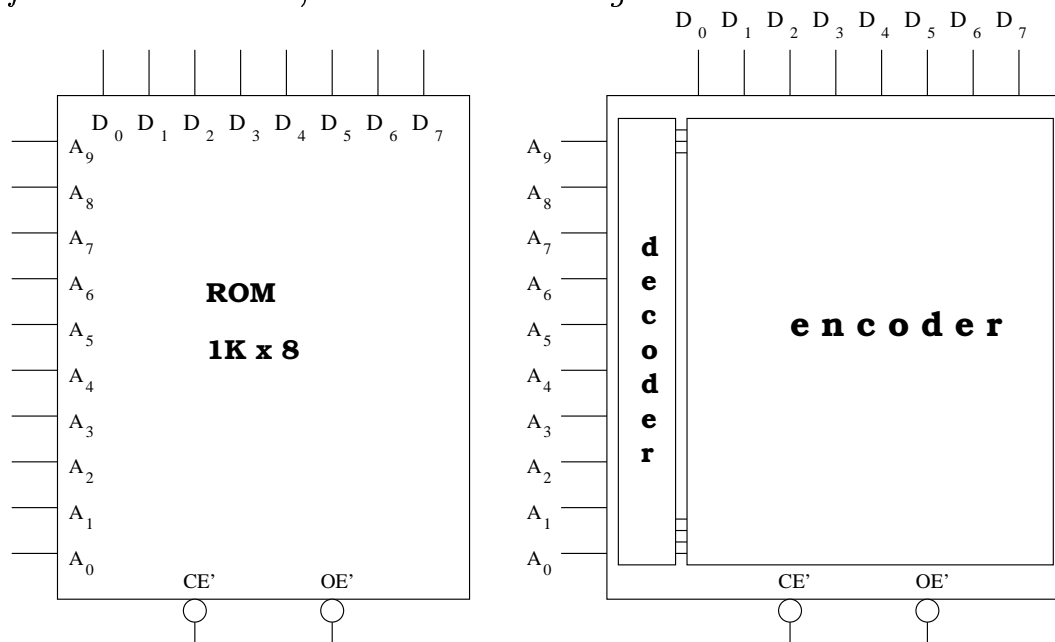 D0 D1 D2 D3 D4 D5 D6 D7
D0 D1 D2 D3 D4 D5 D6 D7
A9
A8
A7
A6
A5
A4
A3
A2
A1
A0
ROM
1K x 8
CE' OE'
A9
A8
A7
A6
A5
A4
A3
A2
A1
A0
decoder
encoder
CE' OE'